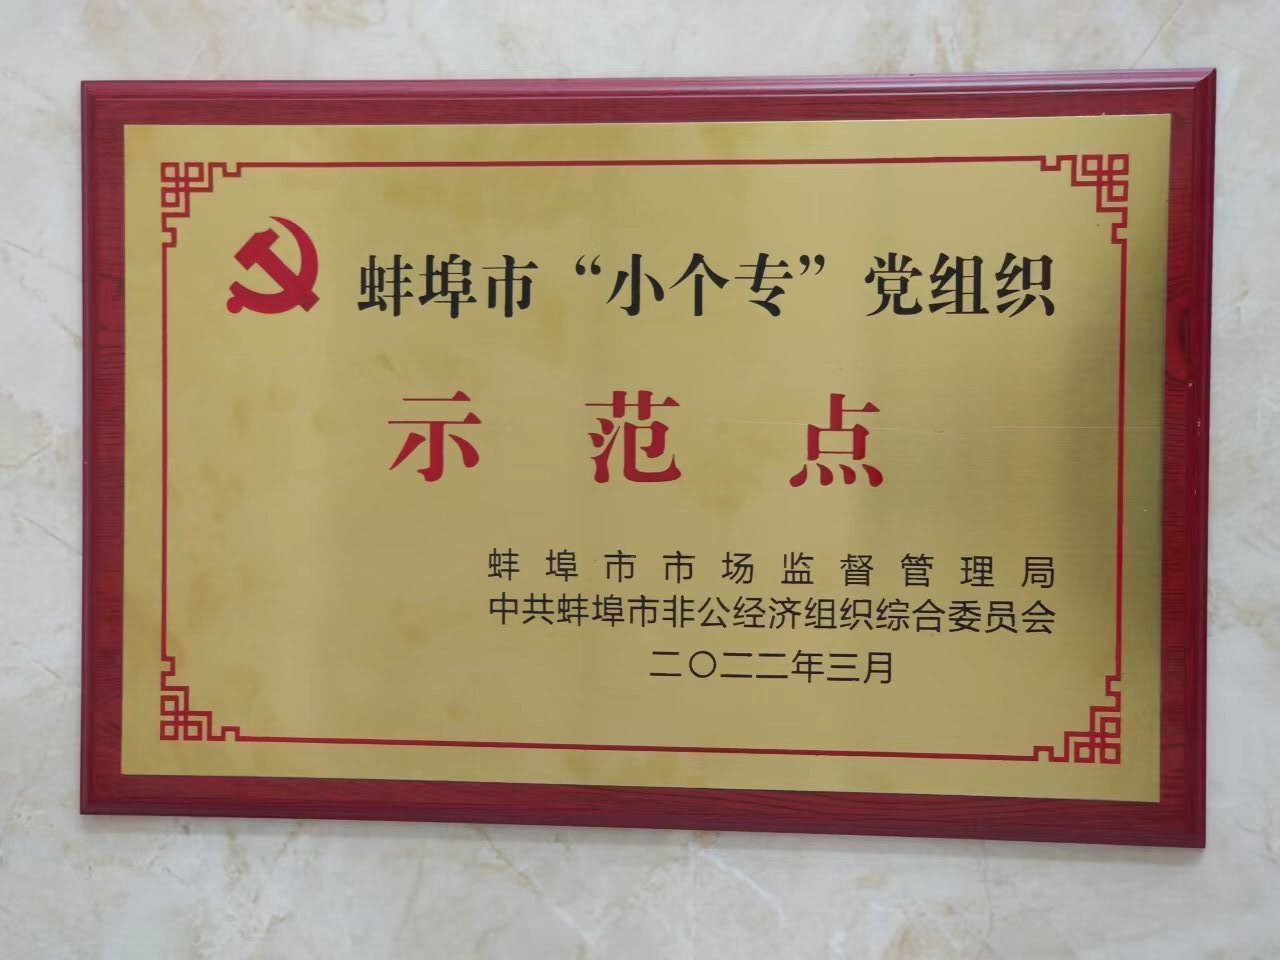 蚌埠市“小个专”党组织
示范点
蚌埠市市场监督管理局
中共蚌埠市非公经济组织综合委员会
二〇二二年三月